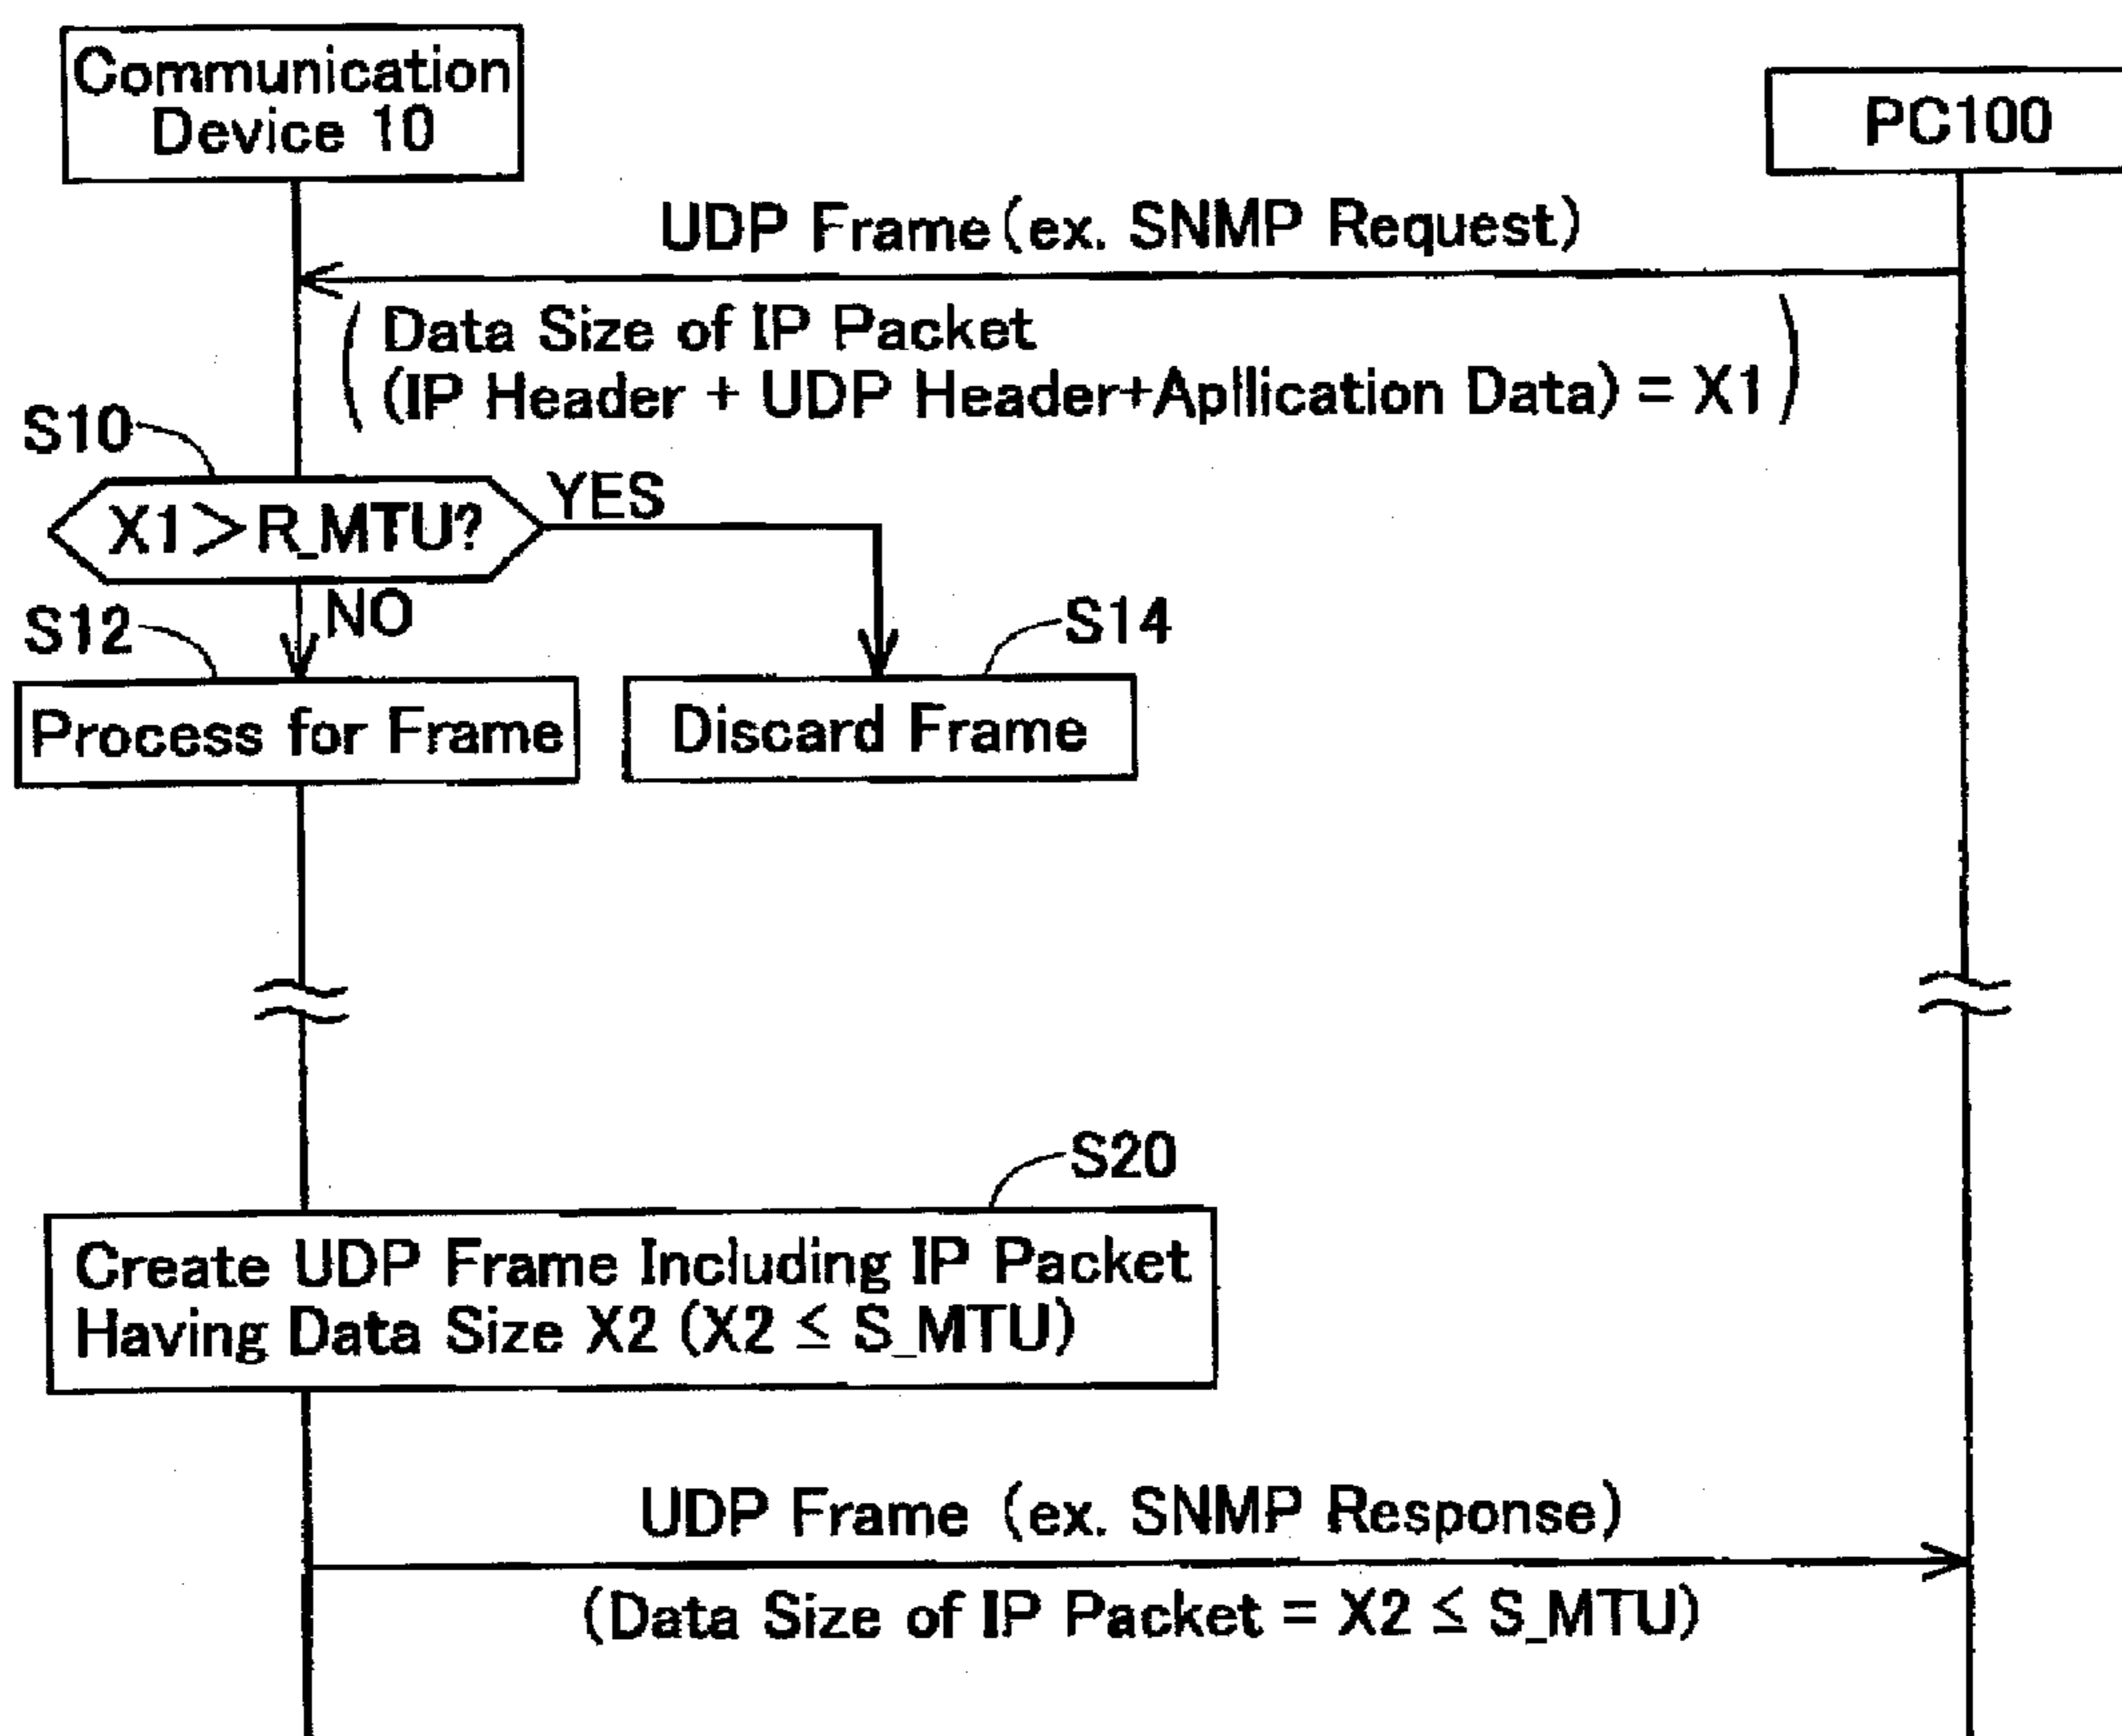 Communication
Device 10
PC100
UDP Frame(ex. SNMP Request)
Data Size of IP Packet
(IP Header + UDP Header+Apllication Data) = X1
S10
X1>R_MTU?
YES
NO
S12
S14
Process for Frame
Discard Frame
S20
Create UDP Frame Including IP Packet
Having Data Size X2 (X2 ≤ S_MTU)
UDP Frame (ex. SNMP Response)
(Data Size of IP Packet = X2 ≤ S_MTU)